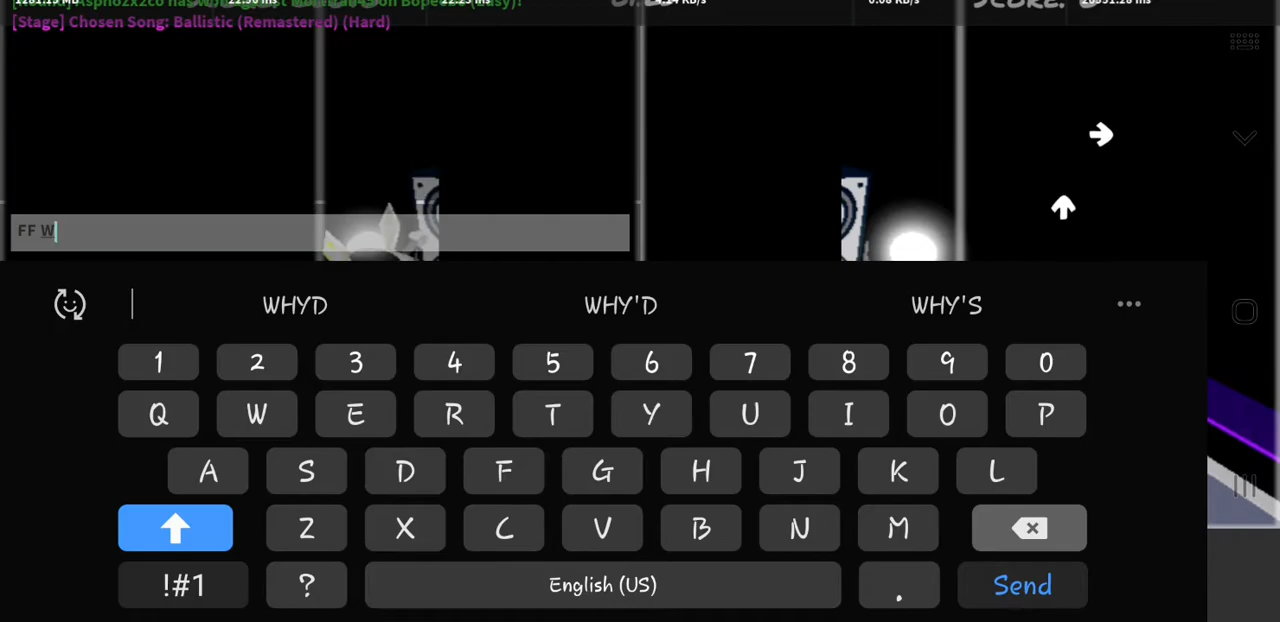 [Stage] Chosen Song: Ballistic (Remastered) (Hard)
FF W
WHYD WHY'D WHY'S
1 2 3 4 5 6 7 8 9 0
Q W E R T Y U I O P
A S D F G H J K L
Z X C V B N M
!#1 ? English (US) . Send